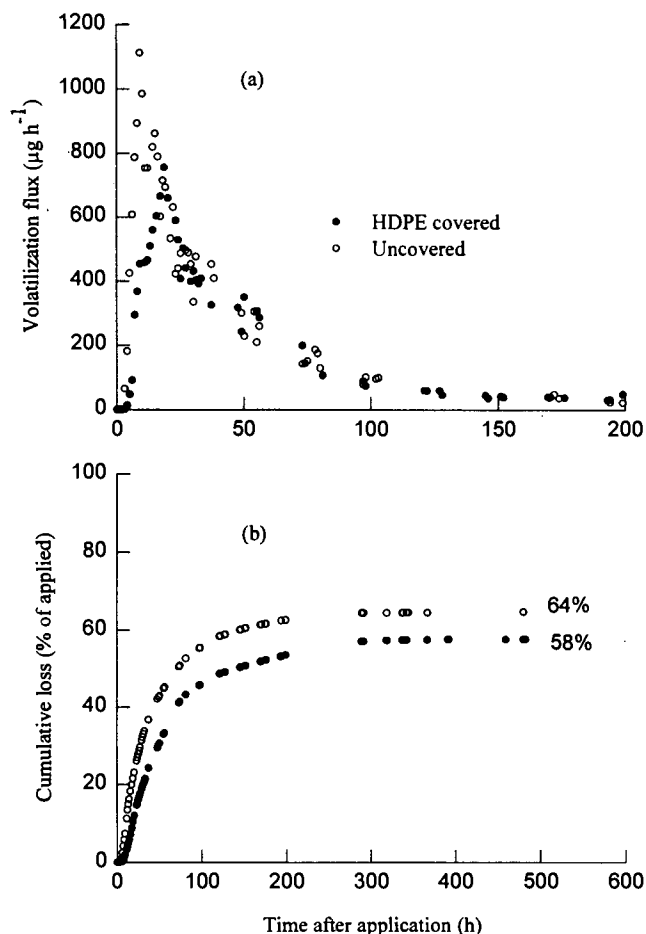 1200
1000
800
600
400
200
0
Volatilization flux (µg h⁻¹)
(a)
HDPE covered
Uncovered
0 50 100 150 200
100
80
60
40
20
0
Cumulative loss (% of applied)
(b)
64%
58%
0 100 200 300 400 500 600
Time after application (h)